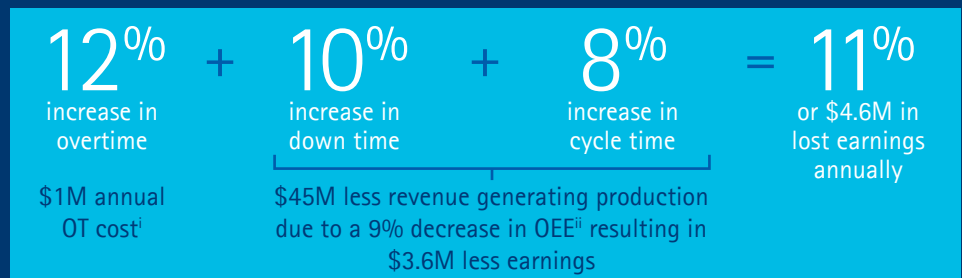 12% + 10% + 8% = 11%
increase in overtime
increase in down time
increase in cycle time
or $4.6M in lost earnings annually
$1M annual OT costⁱ
$45M less revenue generating production
due to a 9% decrease in OEEⁱⁱ resulting in
$3.6M less earnings